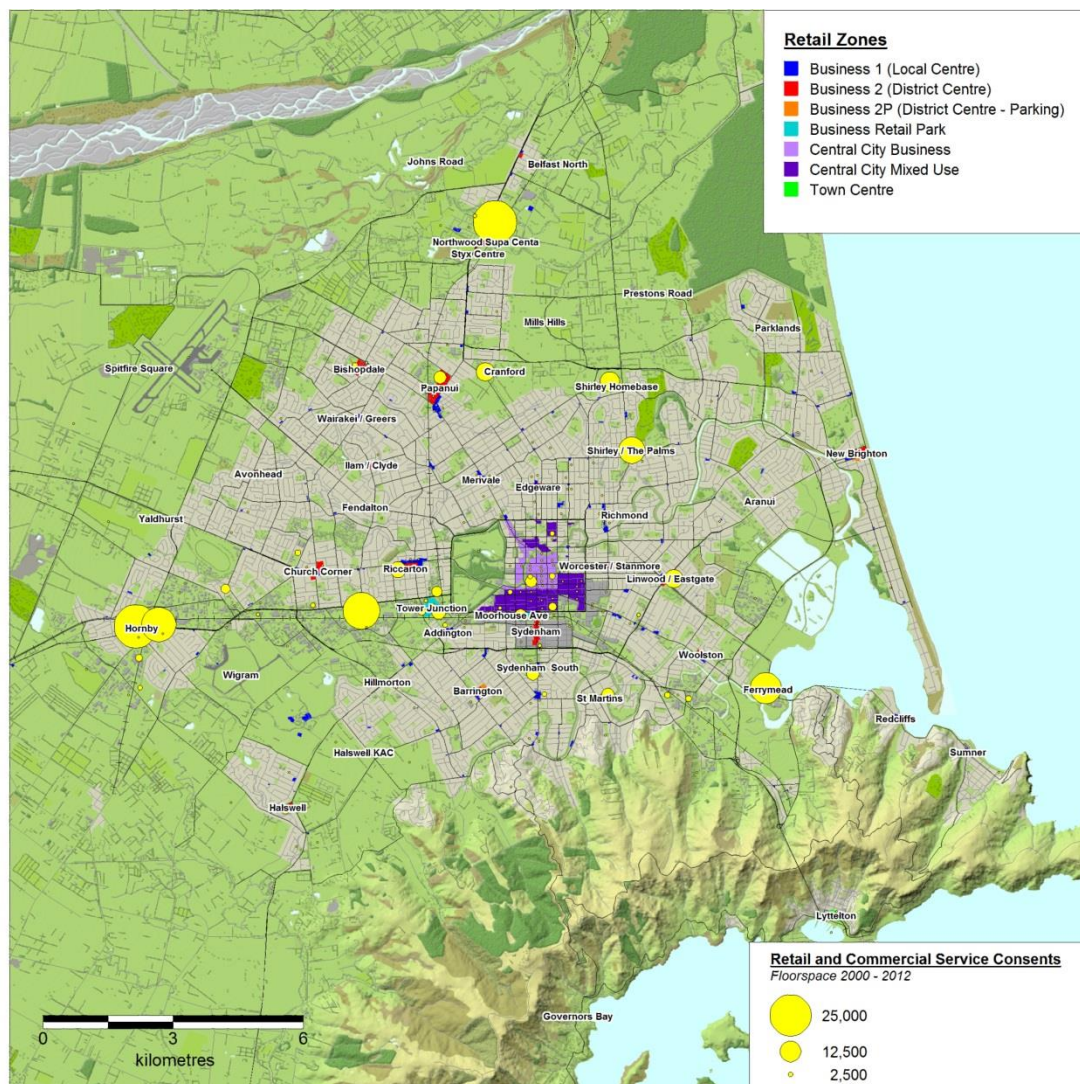 Retail Zones
Business 1 (Local Centre)
Business 2 (District Centre)
Business 2P (District Centre - Parking)
Business Retail Park
Central City Business
Central City Mixed Use
Town Centre
Johns Road
Belfast North
Northwood Supa Centa
Styx Centre
Prestons Road
Mills Hills
Parklands
Spitfire Square
Bishopdale
Cranford
Papanui
Shirley Homebase
Wairakei / Greers
Shirley / The Palms
New Brighton
Ilam / Clyde
Avonhead
Merivale
Edgeware
Aranui
Fendalton
Richmond
Yaldhurst
Church Corner
Riccarton
Worcester / Stanmore
Linwood / Eastgate
Tower Junction
Moorhouse Ave
Hornby
Addington
Sydenham
Woolston
Wigram
Hillmorton
Barrington
Sydenham South
St Martins
Ferrymead
Redcliffs
Halswell KAC
Sumner
Halswell
Lyttelton
Governors Bay
0 3 6
kilometres
Retail and Commercial Service Consents
Floorspace 2000 - 2012
25,000
12,500
2,500